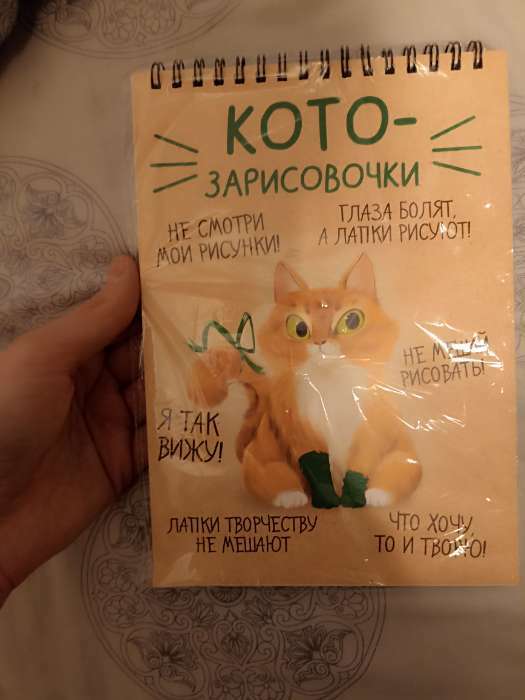 КОТО-
ЗАРИСОВОЧКИ
НЕ СМОТРИ
МОИ РИСУНКИ!
ГЛАЗА БОЛЯТ,
А ЛАПКИ РИСУЮТ!
НЕ МЕШАЙ
РИСОВАТЬ!
Я ТАК
ВИЖУ!
ЛАПКИ ТВОРЧЕСТВУ
НЕ МЕШАЮТ
ЧТО ХОЧУ,
ТО И ТВОРЮ!